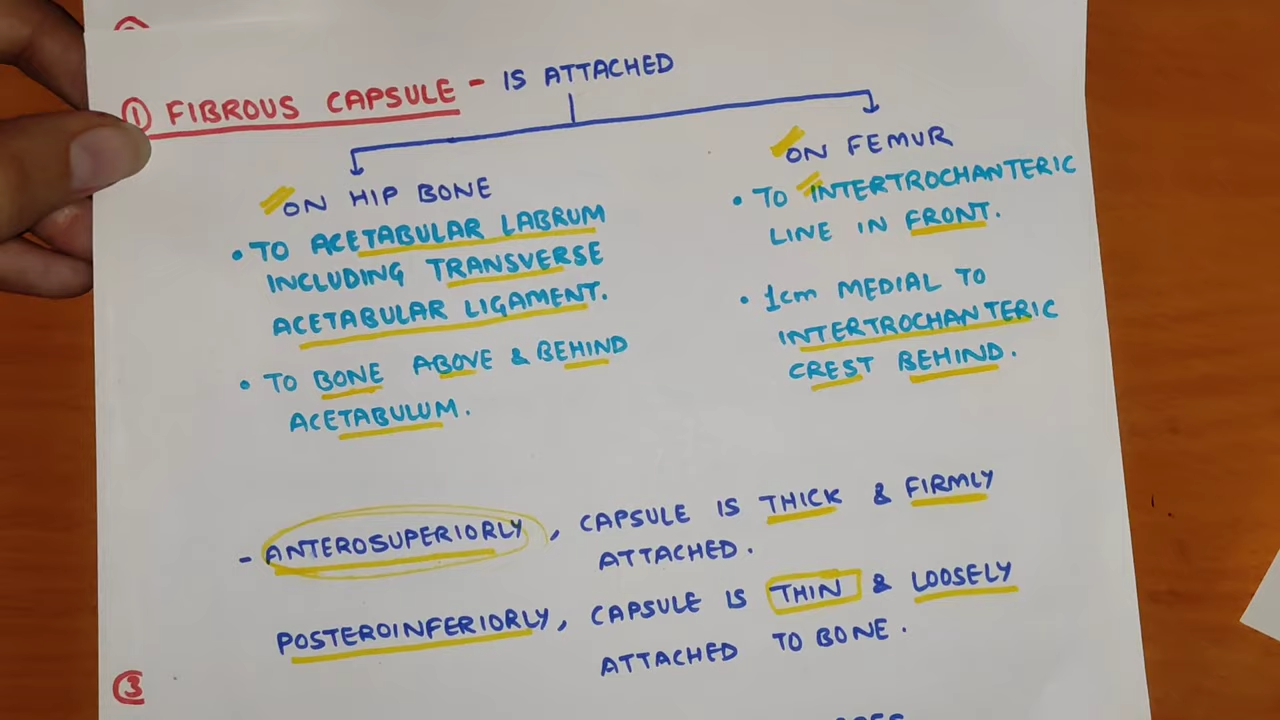 ① FIBROUS CAPSULE - IS ATTACHED
ON HIP BONE
• TO ACETABULAR LABRUM
INCLUDING TRANSVERSE
ACETABULAR LIGAMENT.
• TO BONE ABOVE & BEHIND
ACETABULUM.
ON FEMUR
• TO INTERTROCHANTERIC
LINE IN FRONT.
• 1cm MEDIAL TO
INTERTROCHANTERIC
CREST BEHIND.
- ANTEROSUPERIORLY, CAPSULE IS THICK & FIRMLY
ATTACHED.
POSTEROINFERIORLY, CAPSULE IS THIN & LOOSELY
ATTACHED TO BONE.
③